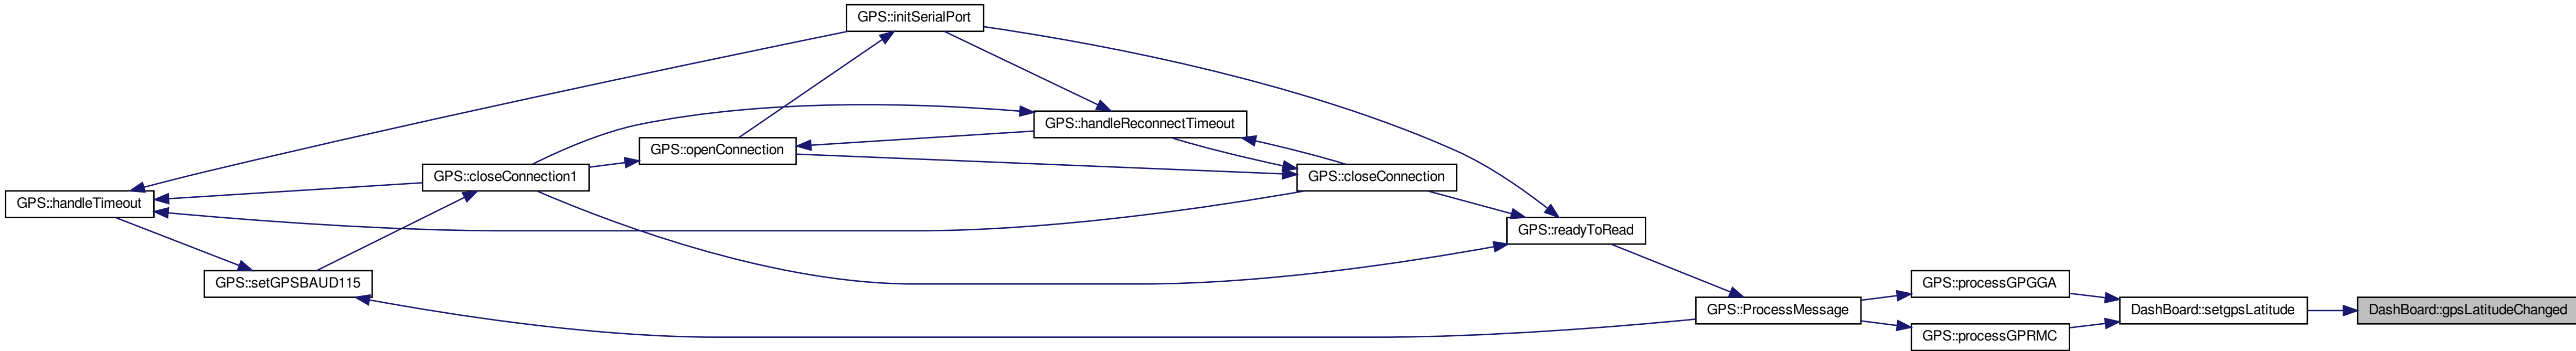 GPS::initSerialPort
GPS::handleReconnectTimeout
GPS::openConnection
GPS::closeConnection1
GPS::closeConnection
GPS::handleTimeout
GPS::readyToRead
GPS::setGPSBAUD115
GPS::processGPGGA
GPS::ProcessMessage
DashBoard::setgpsLatitude
DashBoard::gpsLatitudeChanged
GPS::processGPRMC